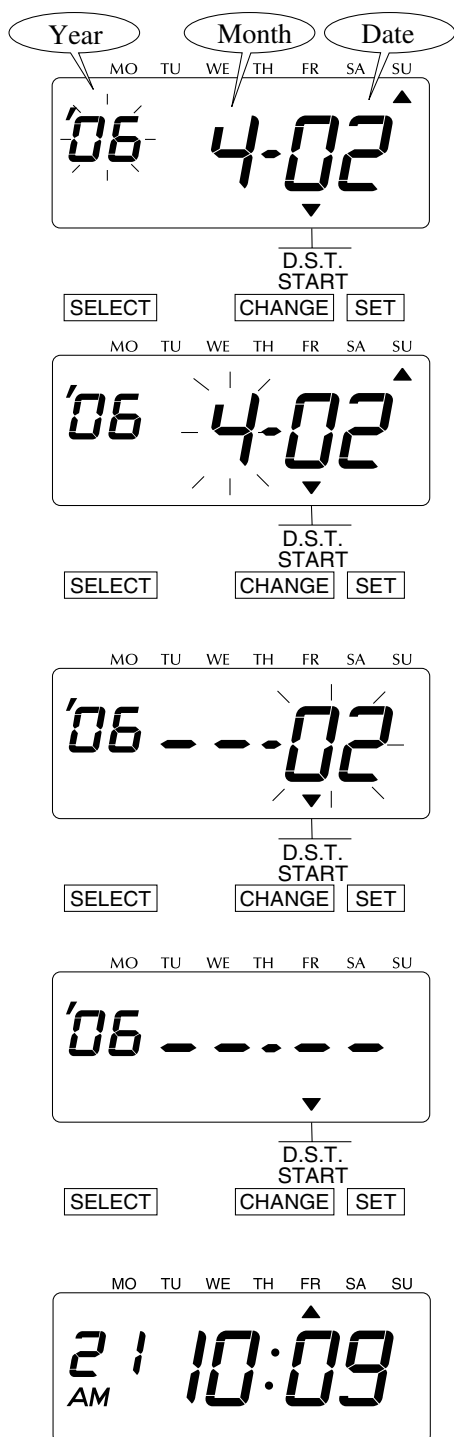 Year Month Date
MO TU WE TH FR SA SU
'06 4-02
D.S.T.
START
SELECT CHANGE SET
MO TU WE TH FR SA SU
'06 4-02
D.S.T.
START
SELECT CHANGE SET
MO TU WE TH FR SA SU
'06 - - - 02
D.S.T.
START
SELECT CHANGE SET
MO TU WE TH FR SA SU
'06 - - - - -
D.S.T.
START
SELECT CHANGE SET
MO TU WE TH FR SA SU
21 10:09
AM